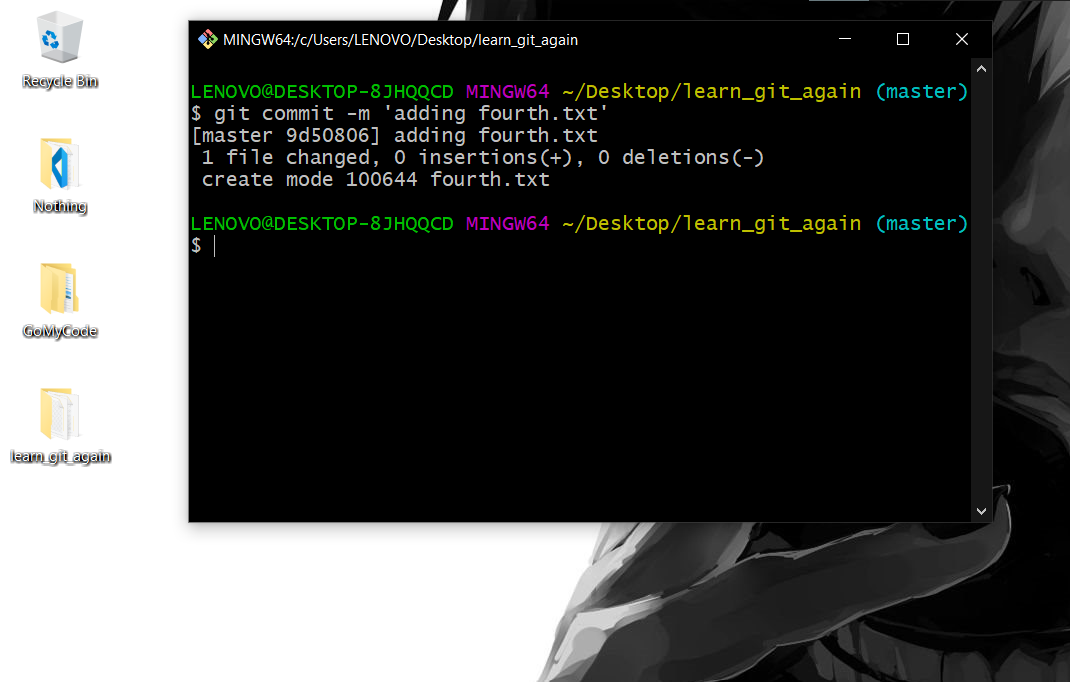 Recycle Bin
Nothing
GoMyCode
learn_git_again
MINGW64:/c/Users/LENOVO/Desktop/learn_git_again
LENOVO@DESKTOP-8JHQQCD MINGW64 ~/Desktop/learn_git_again (master)
$ git commit -m 'adding fourth.txt'
[master 9d50806] adding fourth.txt
 1 file changed, 0 insertions(+), 0 deletions(-)
 create mode 100644 fourth.txt
LENOVO@DESKTOP-8JHQQCD MINGW64 ~/Desktop/learn_git_again (master)
$